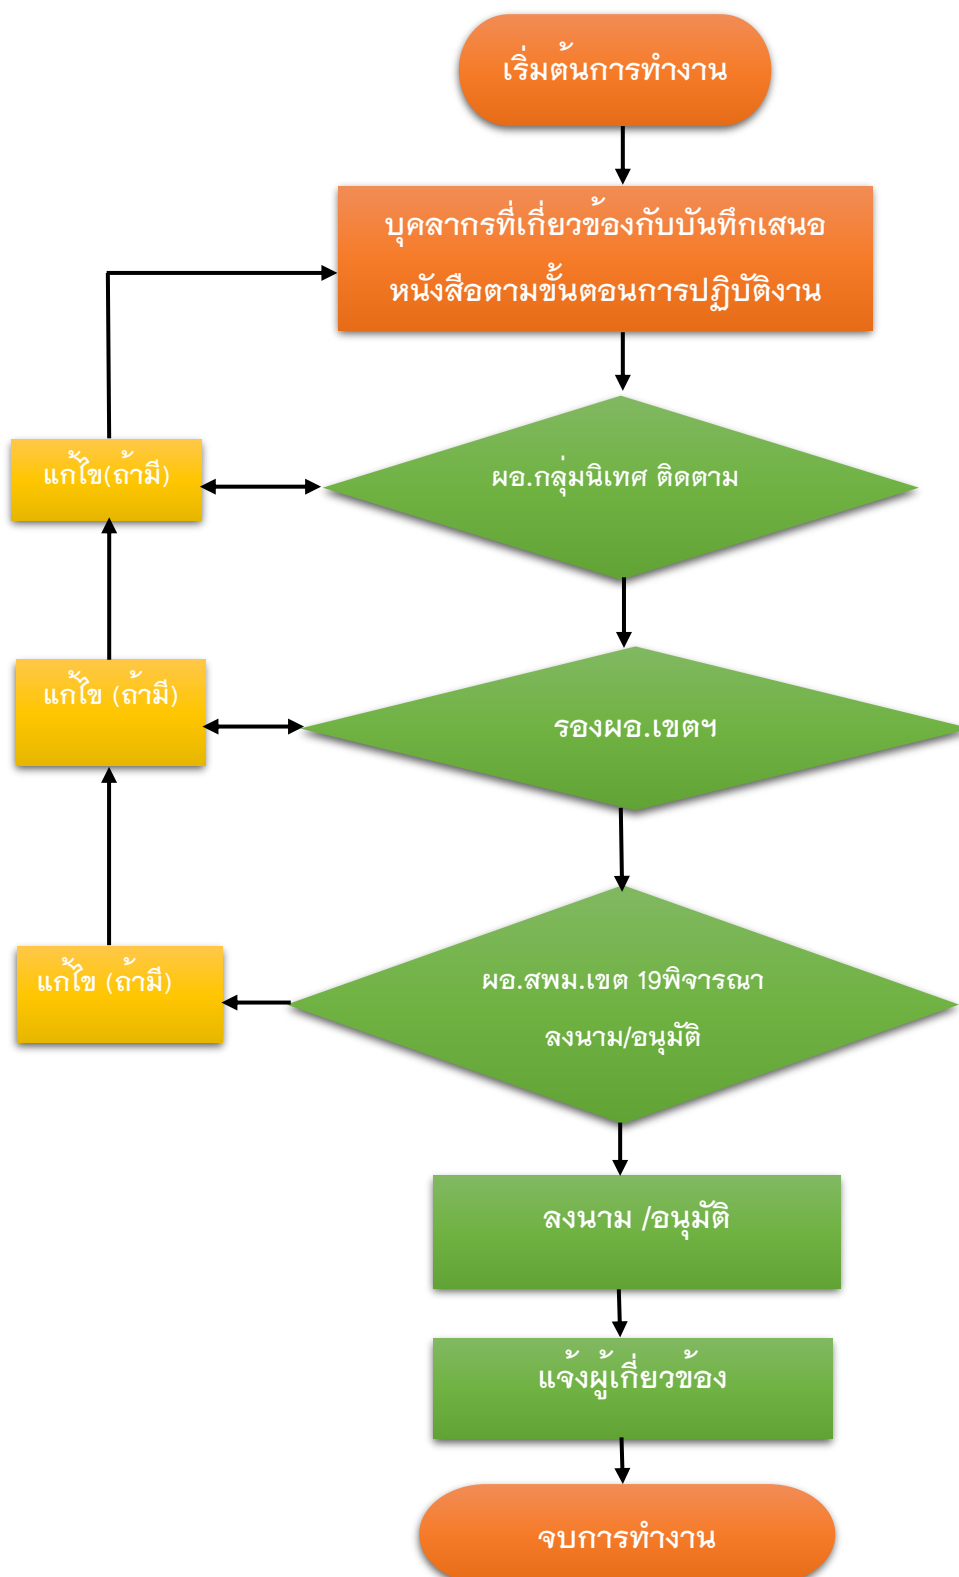 เริ่มต้นการทำงาน
บุคลากรที่เกี่ยวข้องกับบันทึกเสนอ
หนังสือตามขั้นตอนการปฏิบัติงาน
แก้ไข(ถ้ามี)
ผอ.กลุ่มนิเทศ ติดตาม
แก้ไข (ถ้ามี)
รองผอ.เขตฯ
แก้ไข (ถ้ามี)
ผอ.สพม.เขต 19พิจารณา
ลงนาม/อนุมัติ
ลงนาม /อนุมัติ
แจ้งผู้เกี่ยวข้อง
จบการทำงาน